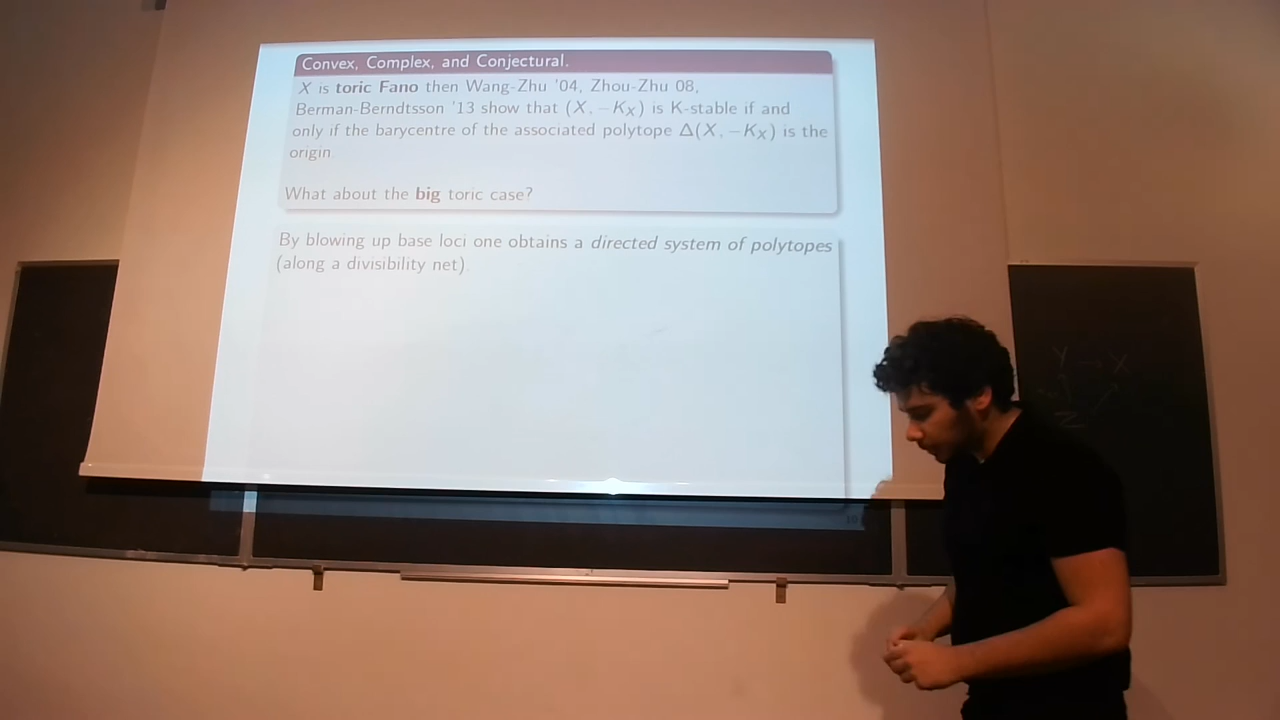 Convex, Complex, and Conjectural.
X is toric Fano then Wang-Zhu '04, Zhou-Zhu 08,
Berman-Berndtsson '13 show that (X, −K_X) is K-stable if and
only if the barycentre of the associated polytope Δ(X, −K_X) is the
origin.
What about the big toric case?
By blowing up base loci one obtains a directed system of polytopes
(along a divisibility net).
Y → X
Z
10